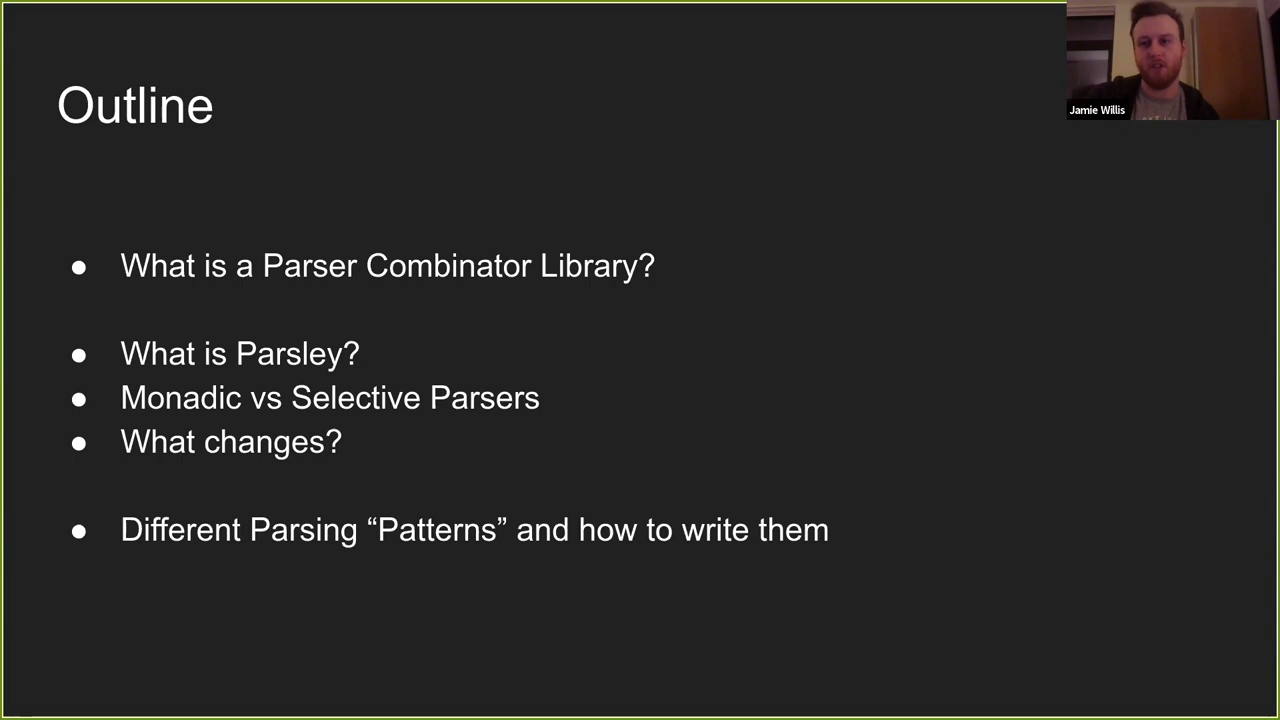 Outline
Jamie Willis
● What is a Parser Combinator Library?
● What is Parsley?
● Monadic vs Selective Parsers
● What changes?
● Different Parsing “Patterns” and how to write them